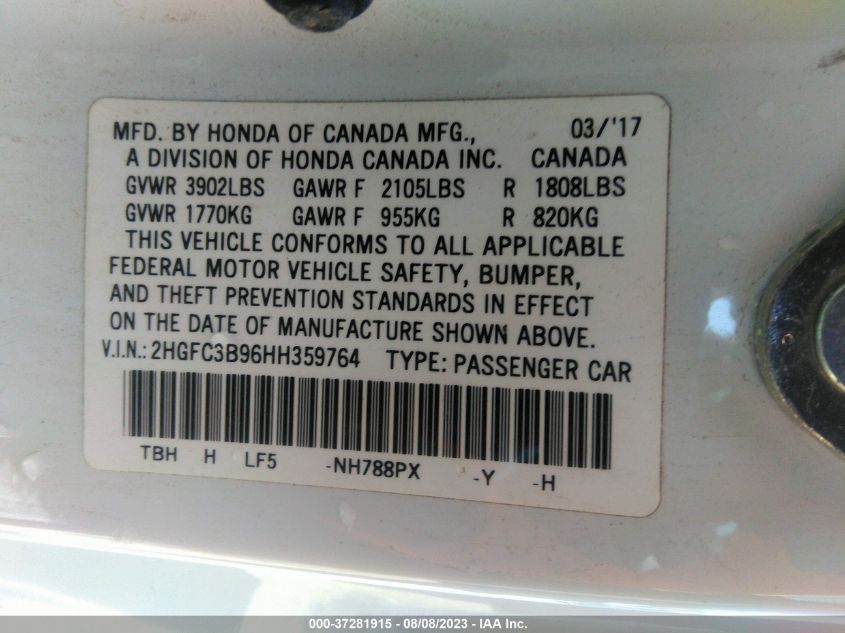 MFD. BY HONDA OF CANADA MFG., 03/'17
A DIVISION OF HONDA CANADA INC. CANADA
GVWR 3902LBS GAWR F 2105LBS R 1808LBS
GVWR 1770KG GAWR F 955KG R 820KG
THIS VEHICLE CONFORMS TO ALL APPLICABLE
FEDERAL MOTOR VEHICLE SAFETY, BUMPER,
AND THEFT PREVENTION STANDARDS IN EFFECT
ON THE DATE OF MANUFACTURE SHOWN ABOVE.
V.I.N.: 2HGFC3B96HH359764 TYPE: PASSENGER CAR
TBH H LF5 -NH788PX -Y -H
000-37281915 - 08/08/2023 - IAA Inc.